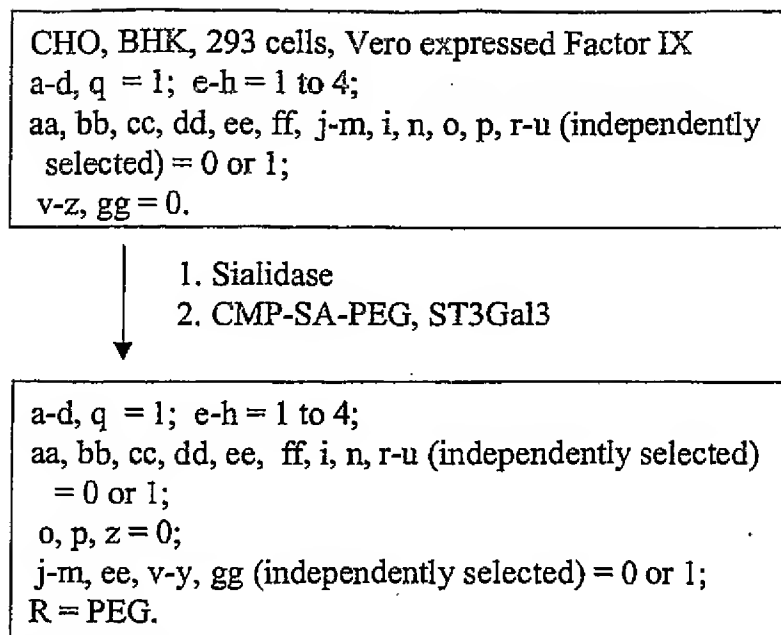 CHO, BHK, 293 cells, Vero expressed Factor IX
a-d, q = 1; e-h = 1 to 4;
aa, bb, cc, dd, ee, ff, j-m, i, n, o, p, r-u (independently
selected) = 0 or 1;
v-z, gg = 0.
1. Sialidase
2. CMP-SA-PEG, ST3Gal3
a-d, q = 1; e-h = 1 to 4;
aa, bb, cc, dd, ee, ff, i, n, r-u (independently selected)
= 0 or 1;
o, p, z = 0;
j-m, ee, v-y, gg (independently selected) = 0 or 1;
R = PEG.